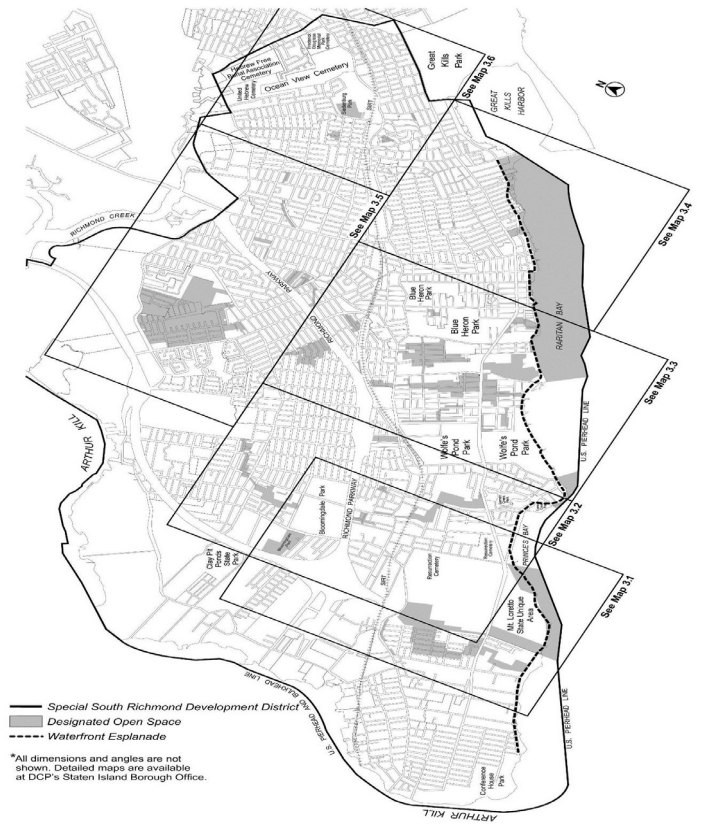 Hebrew Free
Burial Association
Cemetery
United
Hebrew
Cemetery
Ocean View Cemetery
Great
Kills
Park
See Map 3.6
N
GREAT
KILLS
HARBOR
SIRT
RICHMOND CREEK
See Map 3.5
See Map 3.4
PARKWAY
RICHMOND
Blue
Heron
Park
Blue
Heron
Park
RARITAN BAY
See Map 3.3
U.S. PIERHEAD LINE
ARTHUR KILL
Wolfe's
Pond
Park
Wolfe's
Pond
Park
See Map 3.2
Bloomingdale Park
RICHMOND PARKWAY
PRINCES BAY
Clay Pit
Ponds
State
Park
SIRT
Resurrection
Cemetery
Resurrection
Cemetery
See Map 3.1
Mt. Loretto
State Unique
Area
U.S. PIERHEAD AND BULKHEAD LINE
U.S. PIERHEAD LINE
Conference
House
Park
ARTHUR KILL
Special South Richmond Development District
Designated Open Space
Waterfront Esplanade
*All dimensions and angles are not
shown. Detailed maps are available
at DCP's Staten Island Borough Office.